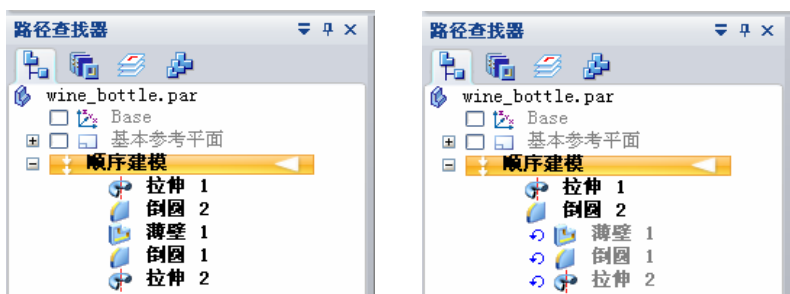 路径查找器
wine_bottle.par
Base
基本参考平面
顺序建模
拉伸 1
倒圆 2
薄壁 1
倒圆 1
拉伸 2
路径查找器
wine_bottle.par
Base
基本参考平面
顺序建模
拉伸 1
倒圆 2
薄壁 1
倒圆 1
拉伸 2